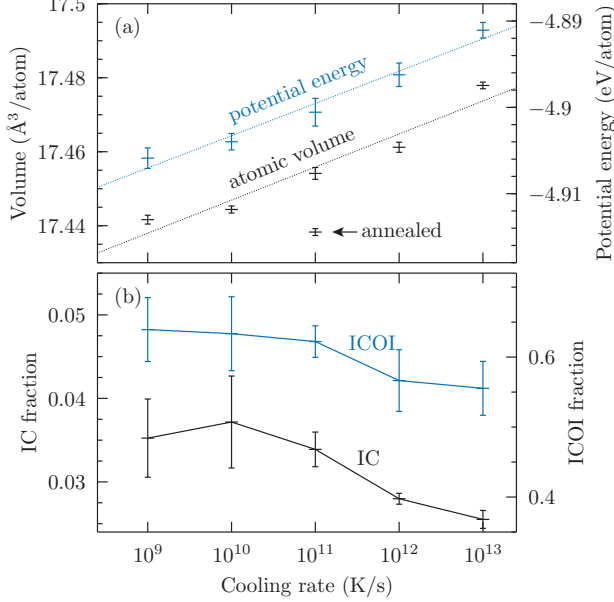 17.5
17.48
17.46
17.44
Volume (Å³/atom)
(a)
potential energy
atomic volume
annealed
−4.89
−4.9
−4.91
Potential energy (eV/atom)
(b)
0.05
0.04
0.03
IC fraction
ICOI
IC
0.6
0.4
ICOI fraction
10⁹
10¹⁰
10¹¹
10¹²
10¹³
Cooling rate (K/s)